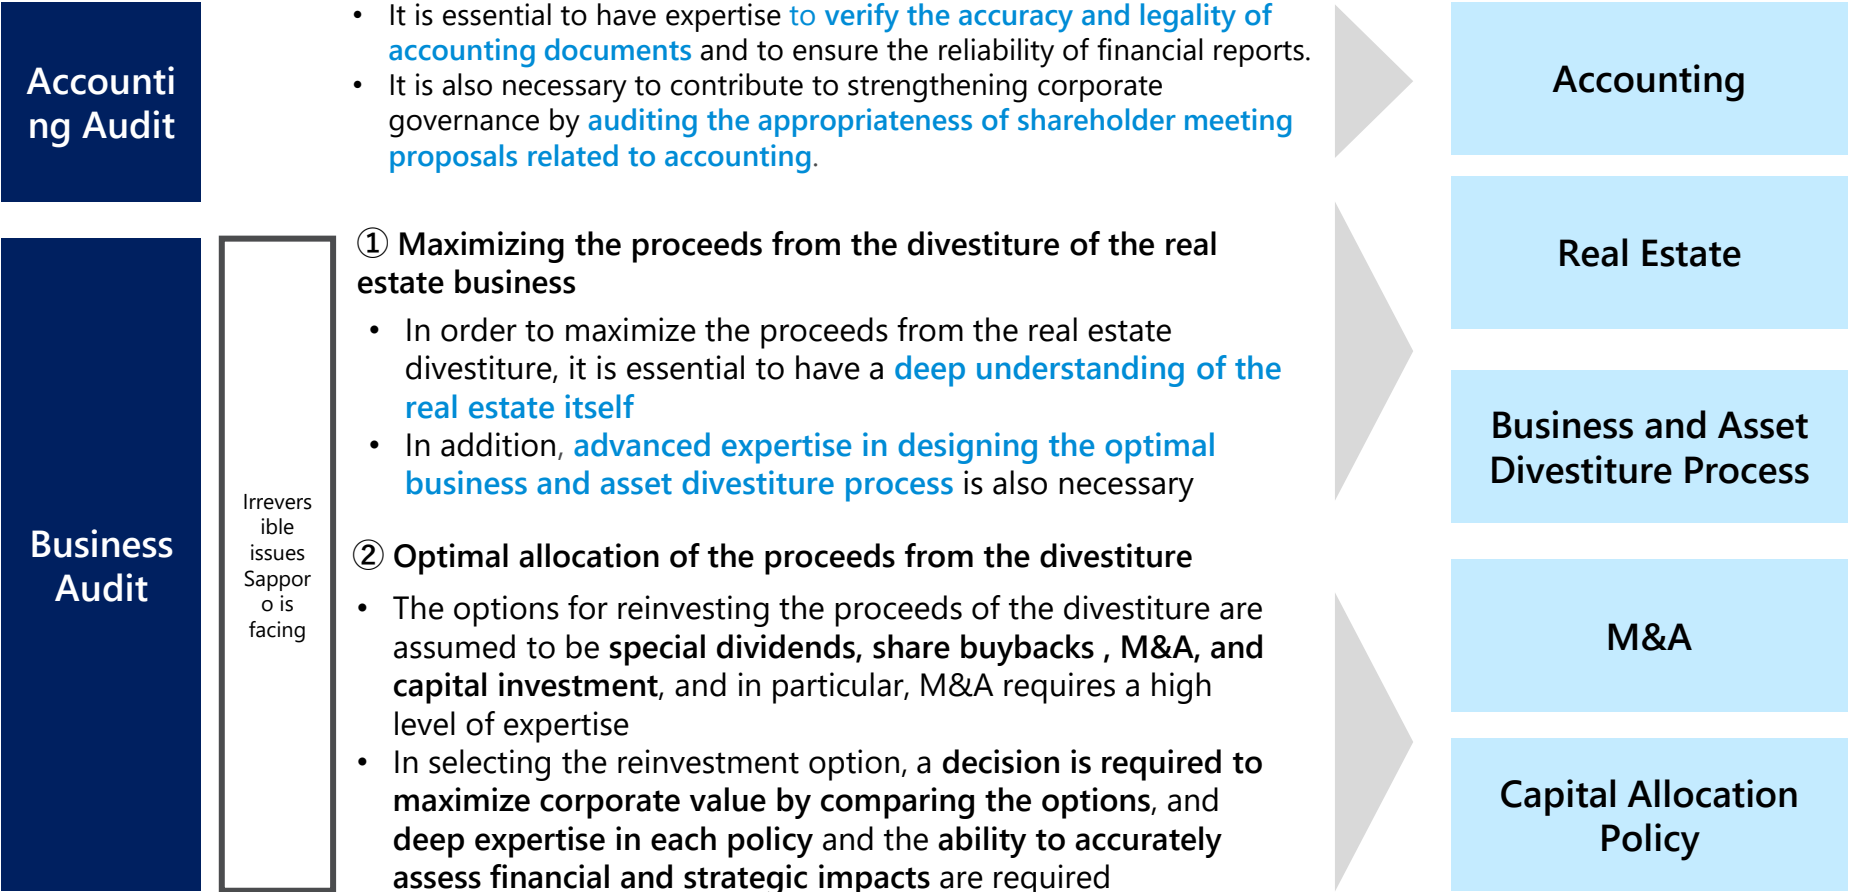 Accounti
ng Audit
• It is essential to have expertise to verify the accuracy and legality of
accounting documents and to ensure the reliability of financial reports.
• It is also necessary to contribute to strengthening corporate
governance by auditing the appropriateness of shareholder meeting
proposals related to accounting.
Accounting
Business
Audit
Irrevers
ible
issues
Sappor
o is
facing
① Maximizing the proceeds from the divestiture of the real
estate business
• In order to maximize the proceeds from the real estate
divestiture, it is essential to have a deep understanding of the
real estate itself
• In addition, advanced expertise in designing the optimal
business and asset divestiture process is also necessary
Real Estate
Business and Asset
Divestiture Process
② Optimal allocation of the proceeds from the divestiture
• The options for reinvesting the proceeds of the divestiture are
assumed to be special dividends, share buybacks , M&A, and
capital investment, and in particular, M&A requires a high
level of expertise
• In selecting the reinvestment option, a decision is required to
maximize corporate value by comparing the options, and
deep expertise in each policy and the ability to accurately
assess financial and strategic impacts are required
M&A
Capital Allocation
Policy